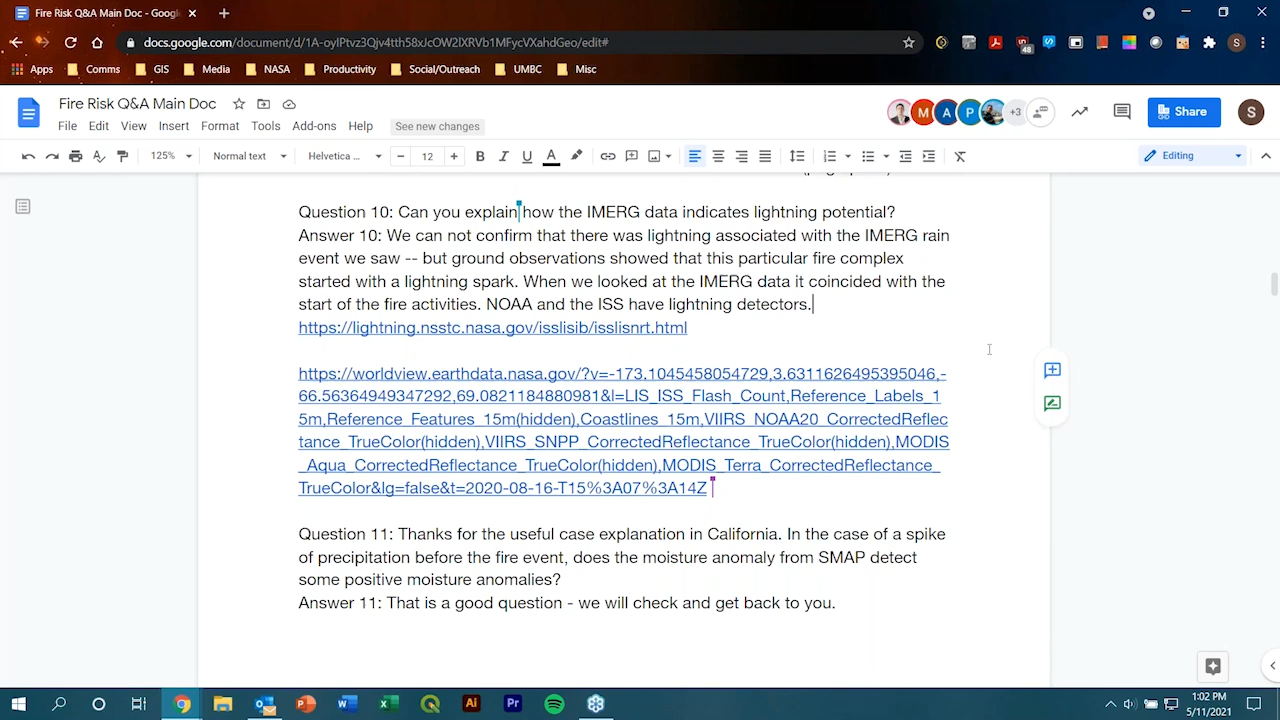 Fire Risk Q&A Main Doc - Google
docs.google.com/document/d/1A-oyIPtvz3Qjv4tth58xJcOW2lXRVb1MFycVXahdGeo/edit#
48
S
Apps Comms GIS Media NASA Productivity Social/Outreach UMBC Misc
Fire Risk Q&A Main Doc
M A P +3 Share S
File Edit View Insert Format Tools Add-ons Help See new changes
125% Normal text Helvetica ... 12 B I U A Editing
Question 10: Can you explain how the IMERG data indicates lightning potential?
Answer 10: We can not confirm that there was lightning associated with the IMERG rain
event we saw -- but ground observations showed that this particular fire complex
started with a lightning spark. When we looked at the IMERG data it coincided with the
start of the fire activities. NOAA and the ISS have lightning detectors.
https://lightning.nsstc.nasa.gov/isslisib/isslisnrt.html
https://worldview.earthdata.nasa.gov/?v=-173.1045458054729,3.6311626495395046,-
66.56364949347292,69.0821184880981&l=LIS_ISS_Flash_Count,Reference_Labels_1
5m,Reference_Features_15m(hidden),Coastlines_15m,VIIRS_NOAA20_CorrectedReflec
tance_TrueColor(hidden),VIIRS_SNPP_CorrectedReflectance_TrueColor(hidden),MODIS
_Aqua_CorrectedReflectance_TrueColor(hidden),MODIS_Terra_CorrectedReflectance_
TrueColor&lg=false&t=2020-08-16-T15%3A07%3A14Z
Question 11: Thanks for the useful case explanation in California. In the case of a spike
of precipitation before the fire event, does the moisture anomaly from SMAP detect
some positive moisture anomalies?
Answer 11: That is a good question - we will check and get back to you.
1:02 PM
5/11/2021